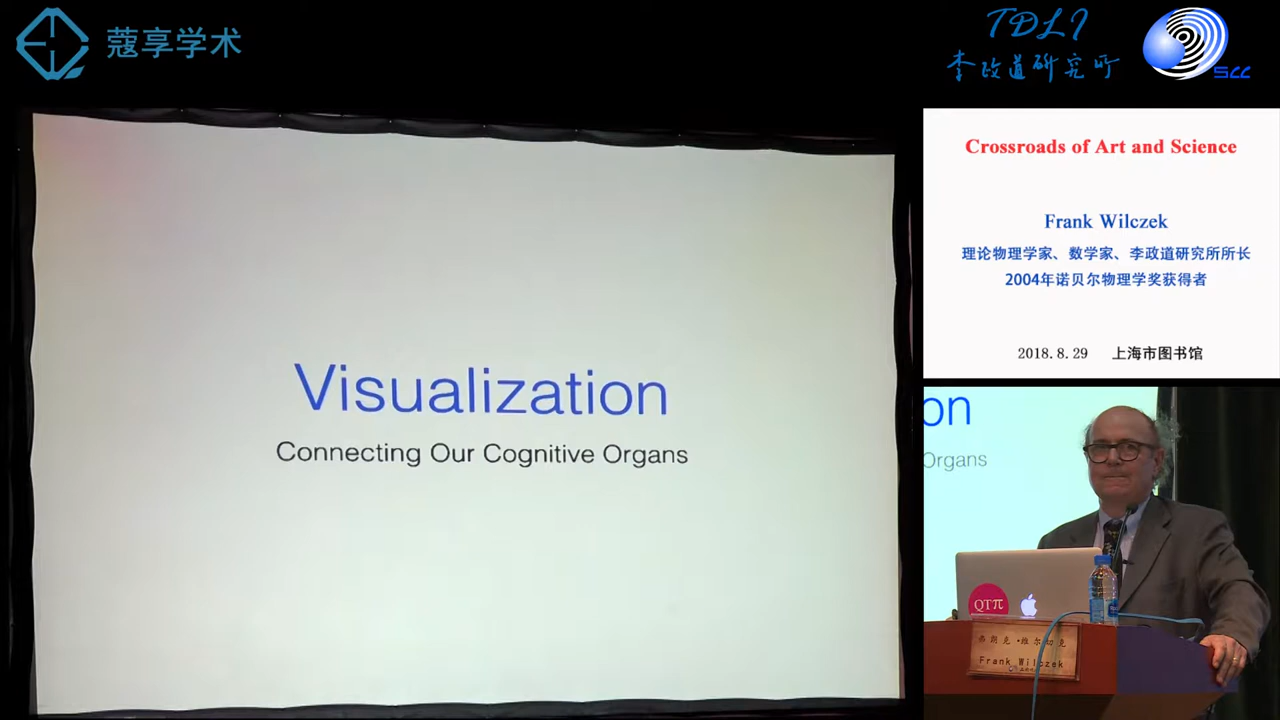 蔻享学术
TDLI
李政道研究所
SCC
Visualization
Connecting Our Cognitive Organs
Crossroads of Art and Science
Frank Wilczek
理论物理学家、数学家、李政道研究所所长
2004年诺贝尔物理学奖获得者
2018.8.29 上海市图书馆
on
Organs
QTπ
弗朗克·维尔切克
Frank Wilczek